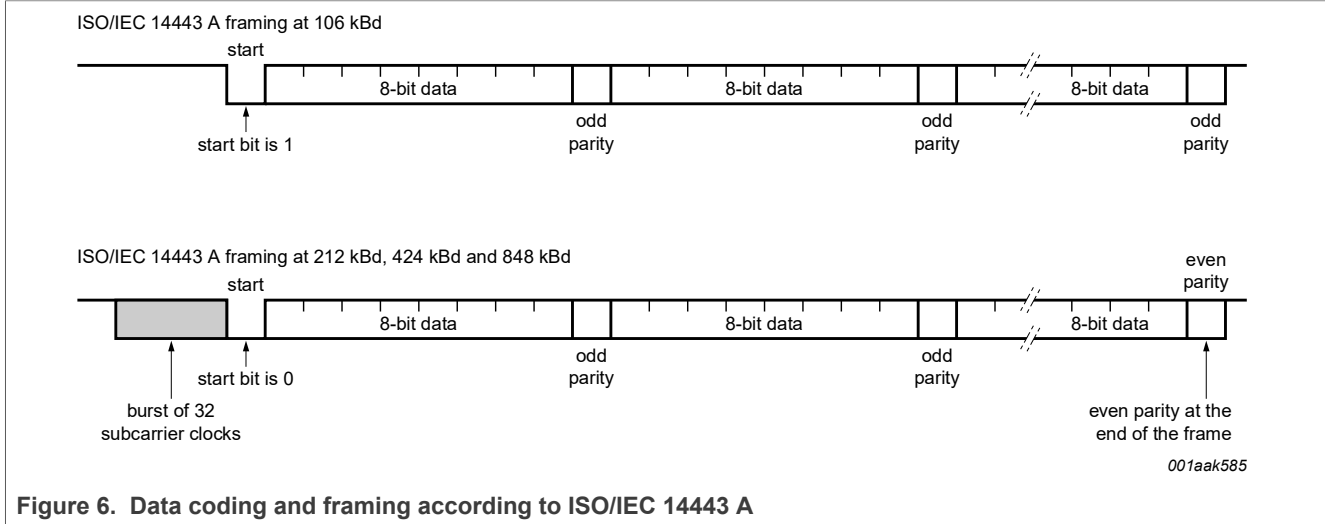 ISO/IEC 14443 A framing at 106 kBd
start
8-bit data
8-bit data
8-bit data
odd
parity
odd
parity
odd
parity
start bit is 1
ISO/IEC 14443 A framing at 212 kBd, 424 kBd and 848 kBd
even
parity
start
8-bit data
8-bit data
8-bit data
odd
parity
odd
parity
start bit is 0
burst of 32
subcarrier clocks
even parity at the
end of the frame
001aak585
Figure 6. Data coding and framing according to ISO/IEC 14443 A